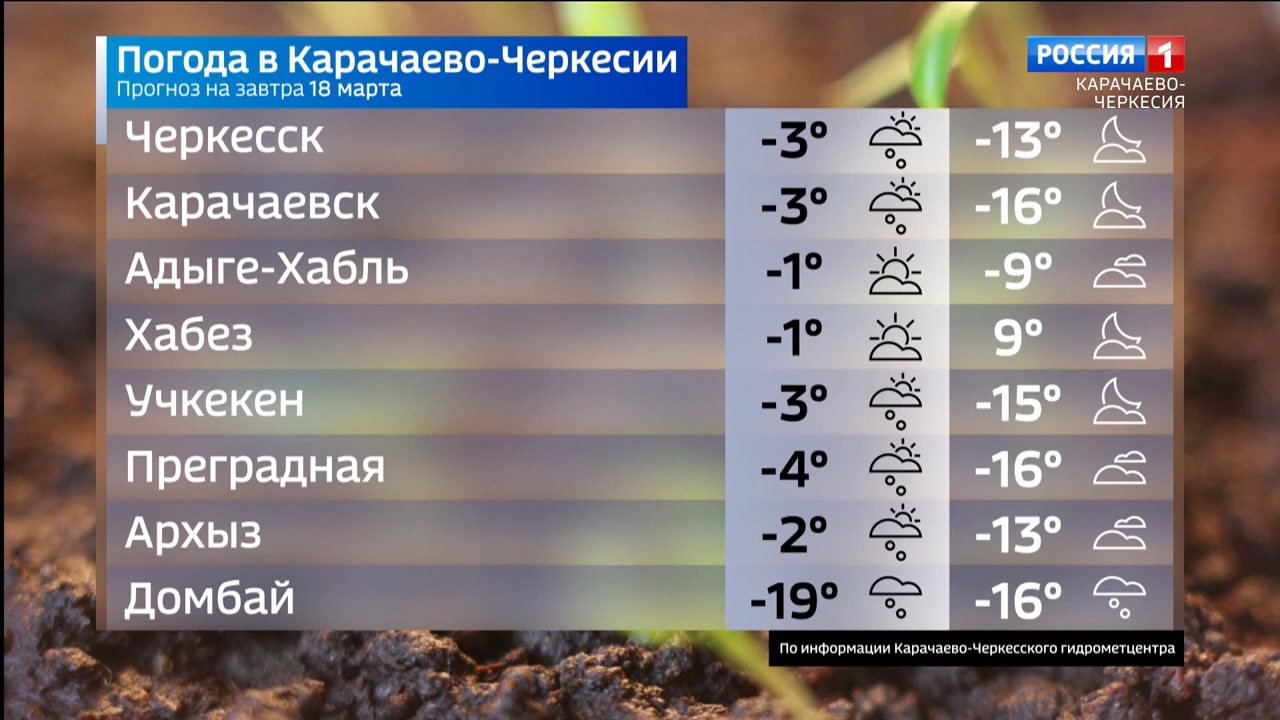 Погода в Карачаево-Черкесии
Прогноз на завтра 18 марта
РОССИЯ 1
КАРАЧАЕВО-
ЧЕРКЕСИЯ
Черкесск -3° -13°
Карачаевск -3° -16°
Адыге-Хабль -1° -9°
Хабез -1° 9°
Учкекен -3° -15°
Преградная -4° -16°
Архыз -2° -13°
Домбай -19° -16°
По информации Карачаево-Черкесского гидрометцентра